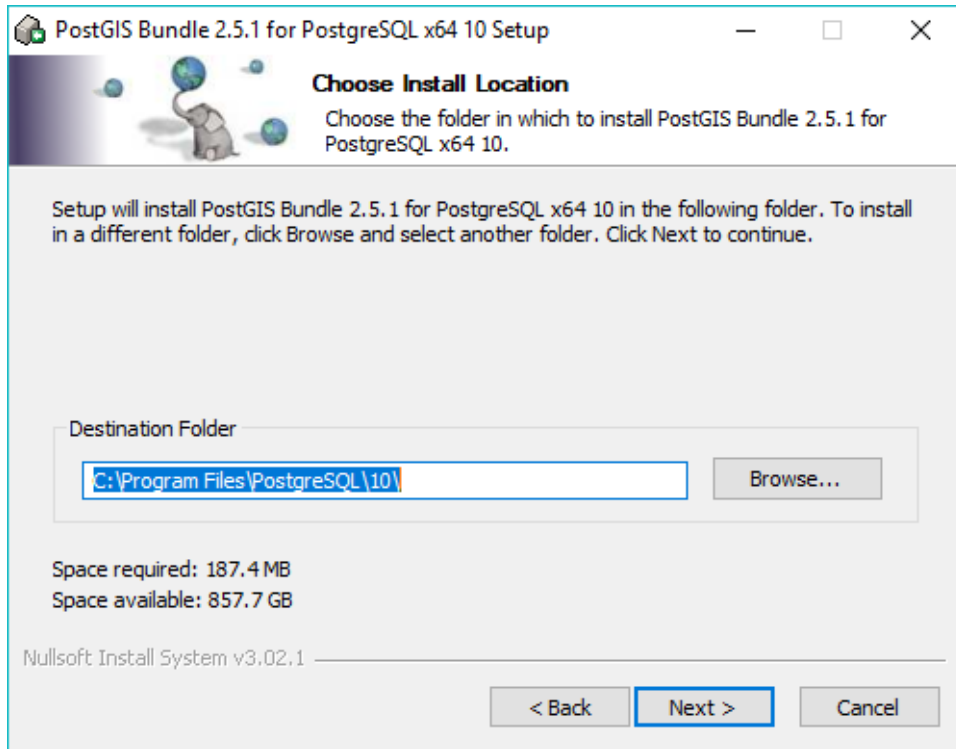 PostGIS Bundle 2.5.1 for PostgreSQL x64 10 Setup
Choose Install Location
Choose the folder in which to install PostGIS Bundle 2.5.1 for
PostgreSQL x64 10.
Setup will install PostGIS Bundle 2.5.1 for PostgreSQL x64 10 in the following folder. To install
in a different folder, click Browse and select another folder. Click Next to continue.
Destination Folder
C:\Program Files\PostgreSQL\10\
Browse...
Space required: 187.4 MB
Space available: 857.7 GB
Nullsoft Install System v3.02.1
< Back
Next >
Cancel